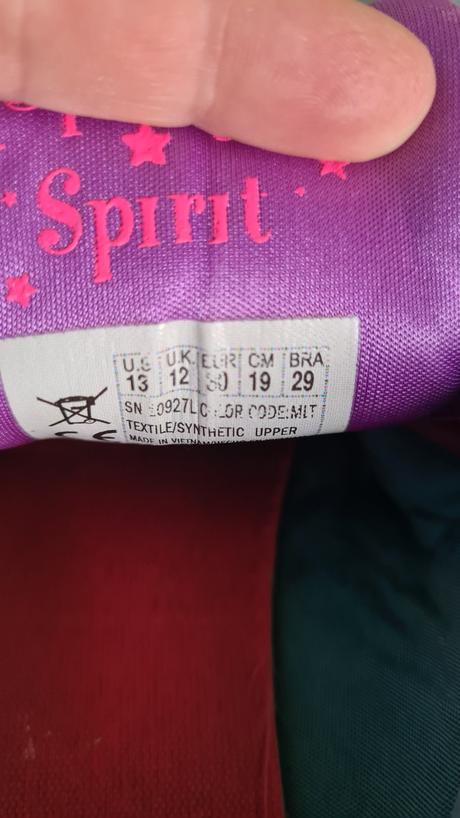 Spirit
U.S U.K. EUR CM BRA
13 12 30 19 29
SN 10927L COLOR CODE:MLT
TEXTILE/SYNTHETIC UPPER
MADE IN VIETNAM